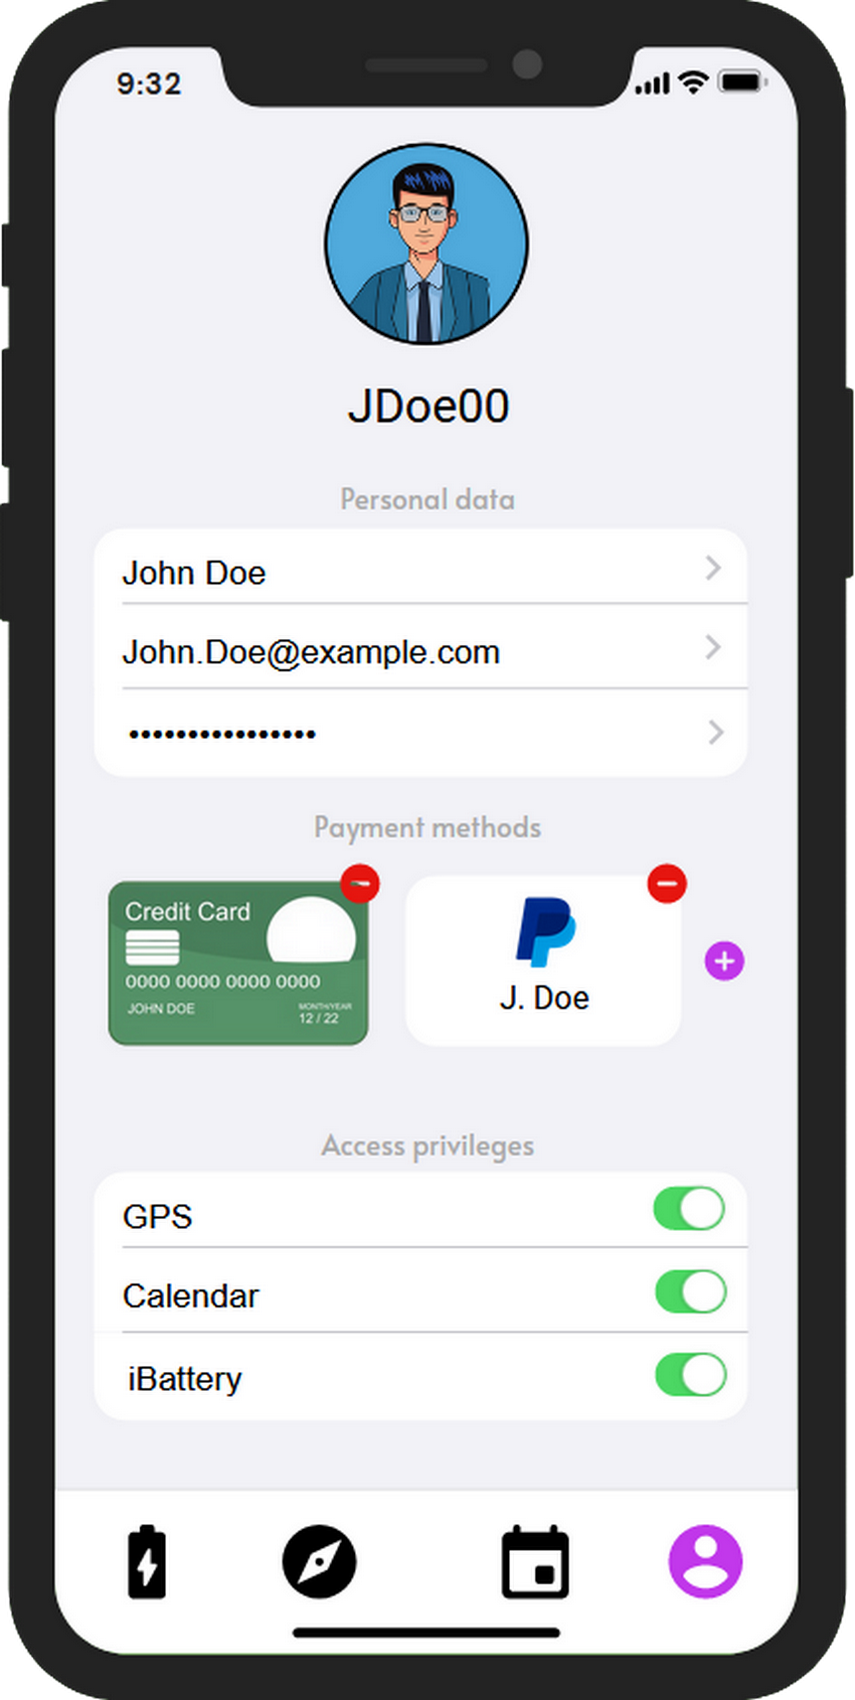 9:32
JDoe00
Personal data
John Doe
John.Doe@example.com
••••••••••••••••
Payment methods
Credit Card
0000 0000 0000 0000
JOHN DOE
MONTH/YEAR
12 / 22
J. Doe
Access privileges
GPS
Calendar
iBattery